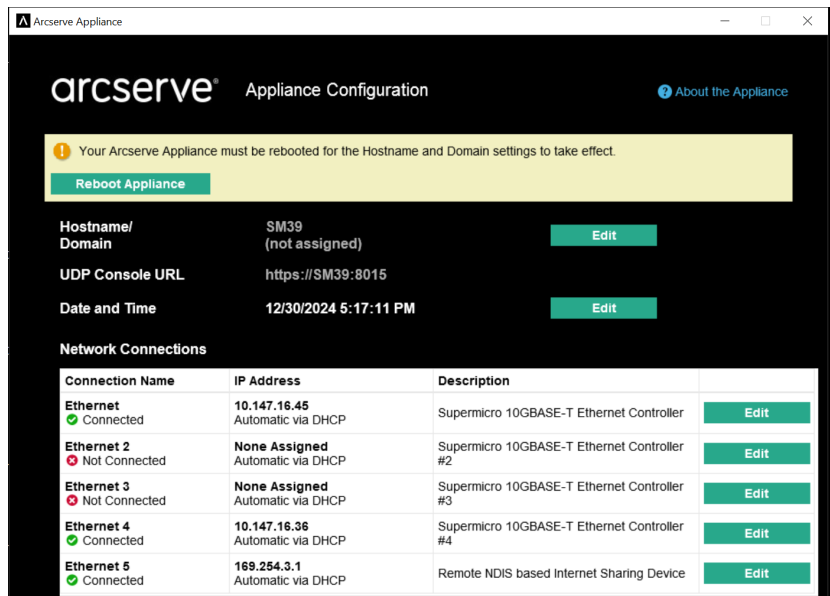 Arcserve Appliance
arcserve® Appliance Configuration
About the Appliance
Your Arcserve Appliance must be rebooted for the Hostname and Domain settings to take effect.
Reboot Appliance
Hostname/
Domain
SM39
(not assigned)
Edit
UDP Console URL
https://SM39:8015
Date and Time
12/30/2024 5:17:11 PM
Edit
Network Connections
Connection Name IP Address Description
Ethernet
Connected
10.147.16.45
Automatic via DHCP
Supermicro 10GBASE-T Ethernet Controller
Edit
Ethernet 2
Not Connected
None Assigned
Automatic via DHCP
Supermicro 10GBASE-T Ethernet Controller
#2
Edit
Ethernet 3
Not Connected
None Assigned
Automatic via DHCP
Supermicro 10GBASE-T Ethernet Controller
#3
Edit
Ethernet 4
Connected
10.147.16.36
Automatic via DHCP
Supermicro 10GBASE-T Ethernet Controller
#4
Edit
Ethernet 5
Connected
169.254.3.1
Automatic via DHCP
Remote NDIS based Internet Sharing Device
Edit